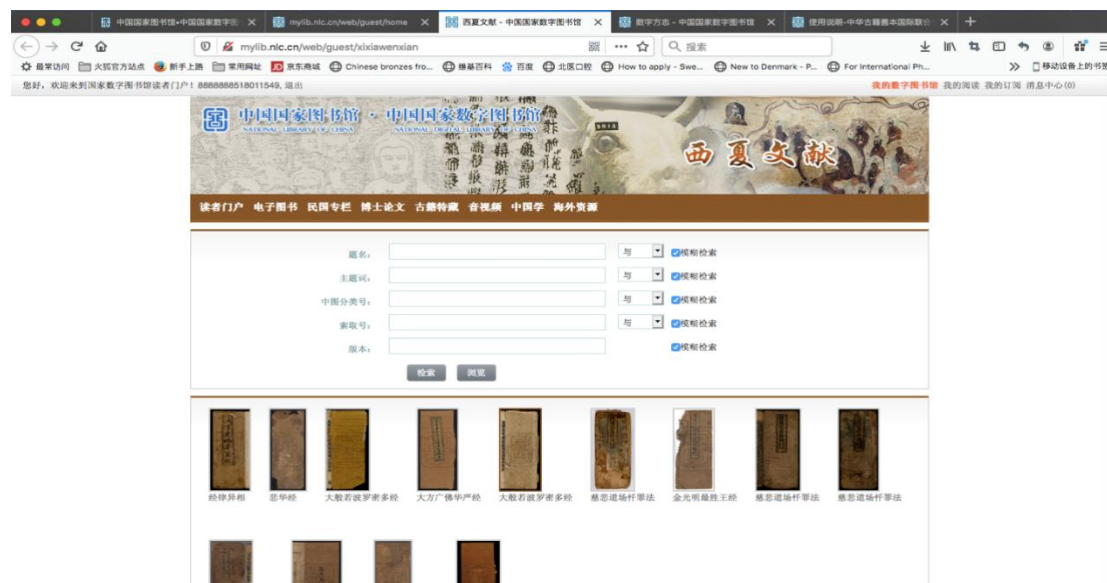 中国国家图书馆•中国国家数字图
mylib.nlc.cn/web/guest/home
西夏文献 - 中国国家数字图书馆
数字方志 - 中国国家数字图书馆
使用说明-中华古籍善本国际联合
mylib.nlc.cn/web/guest/xixiawenxian
搜索
最常访问 火狐官方站点 新手上路 常用网址 京东商城 Chinese bronzes fro... 维基百科 百度 北医口腔 How to apply - Swe... New to Denmark - P... For International Ph... 移动设备上的书签
您好，欢迎来到国家数字图书馆读者门户！8888888518011549, 退出
我的数字图书馆 我的阅读 我的订阅 消息中心(0)
中国国家图书馆 · 中国国家数字图书馆
NATIONAL LIBRARY OF CHINA NATIONAL DIGITAL LIBRARY OF CHINA
西夏文献
读者门户 电子图书 民国专栏 博士论文 古籍特藏 音视频 中国学 海外资源
题名： 与 模糊检索
主题词： 与 模糊检索
中图分类号： 与 模糊检索
索取号： 与 模糊检索
版本： 模糊检索
检索 浏览
经律异相 悲华经 大般若波罗密多经 大方广佛华严经 大般若波罗密多经 慈悲道场忏罪法 金光明最胜王经 慈悲道场忏罪法 慈悲道场忏罪法